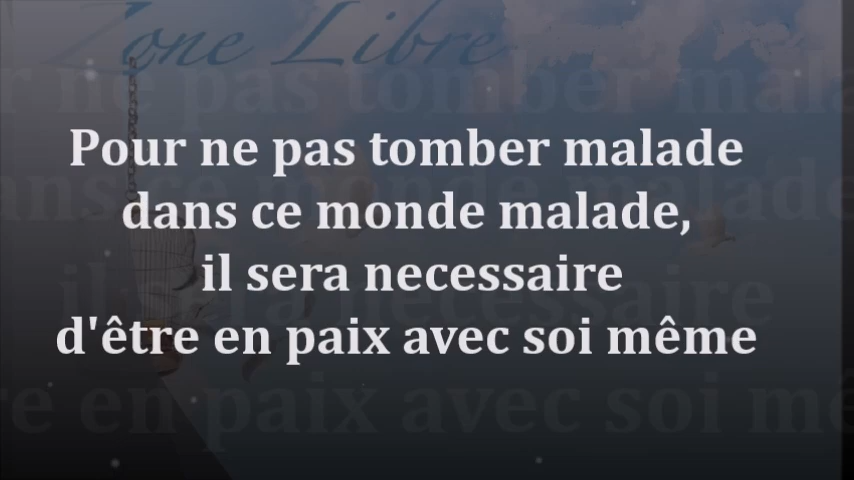 Zone Libre
Pour ne pas tomber malade
dans ce monde malade,
il sera necessaire
d'être en paix avec soi même